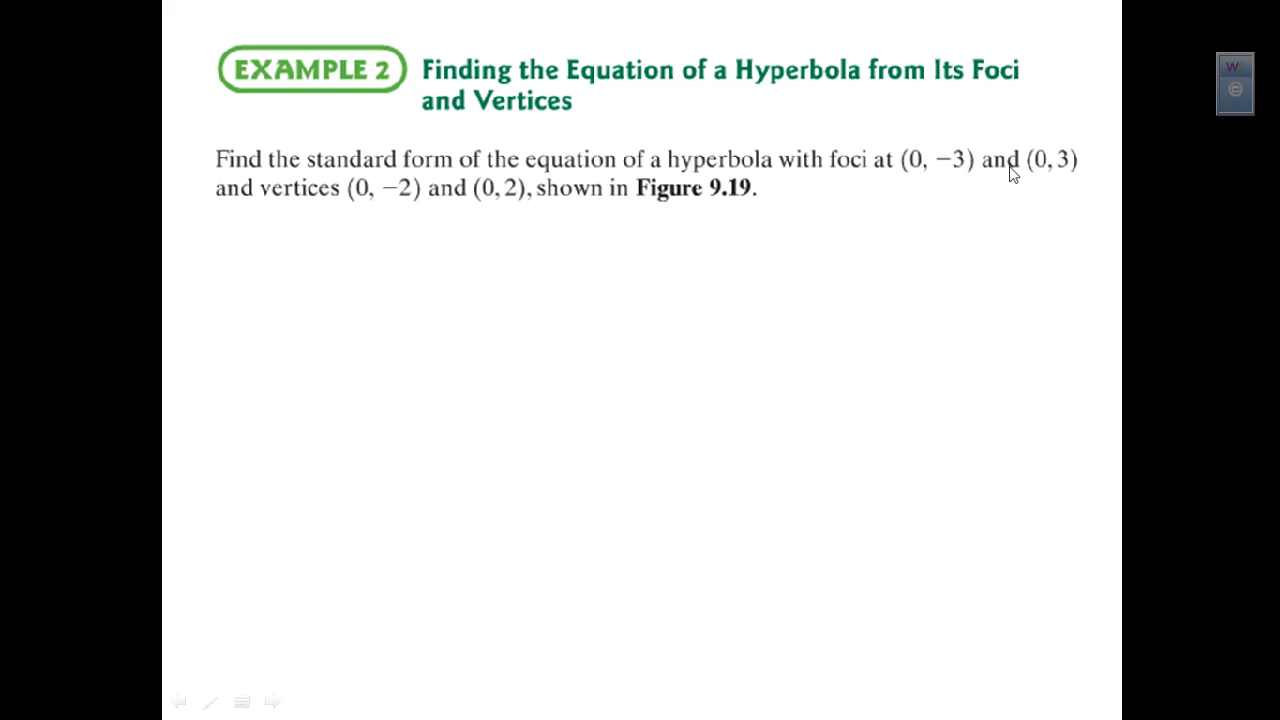 EXAMPLE 2 Finding the Equation of a Hyperbola from Its Foci
and Vertices
Find the standard form of the equation of a hyperbola with foci at (0, −3) and (0, 3)
and vertices (0, −2) and (0, 2), shown in Figure 9.19.
W